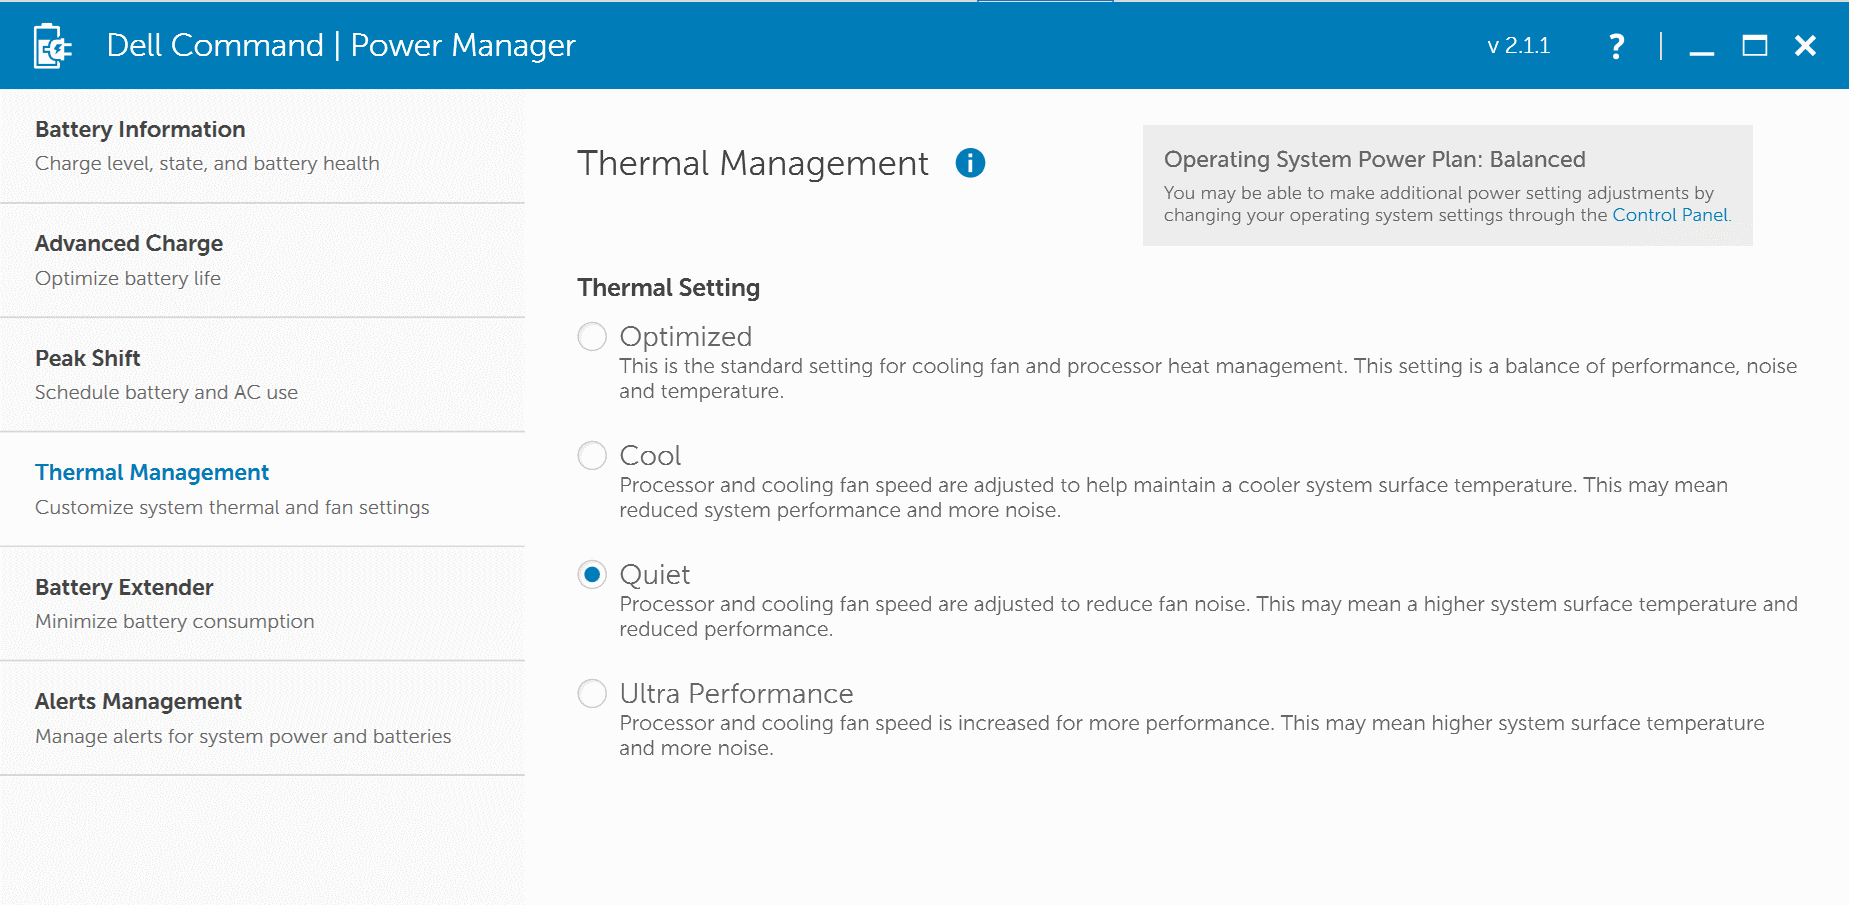 Dell Command | Power Manager
v 2.1.1
?
Battery Information
Charge level, state, and battery health
Advanced Charge
Optimize battery life
Peak Shift
Schedule battery and AC use
Thermal Management
Customize system thermal and fan settings
Battery Extender
Minimize battery consumption
Alerts Management
Manage alerts for system power and batteries
Thermal Management
i
Operating System Power Plan: Balanced
You may be able to make additional power setting adjustments by
changing your operating system settings through the Control Panel.
Thermal Setting
Optimized
This is the standard setting for cooling fan and processor heat management. This setting is a balance of performance, noise
and temperature.
Cool
Processor and cooling fan speed are adjusted to help maintain a cooler system surface temperature. This may mean
reduced system performance and more noise.
Quiet
Processor and cooling fan speed are adjusted to reduce fan noise. This may mean a higher system surface temperature and
reduced performance.
Ultra Performance
Processor and cooling fan speed is increased for more performance. This may mean higher system surface temperature
and more noise.